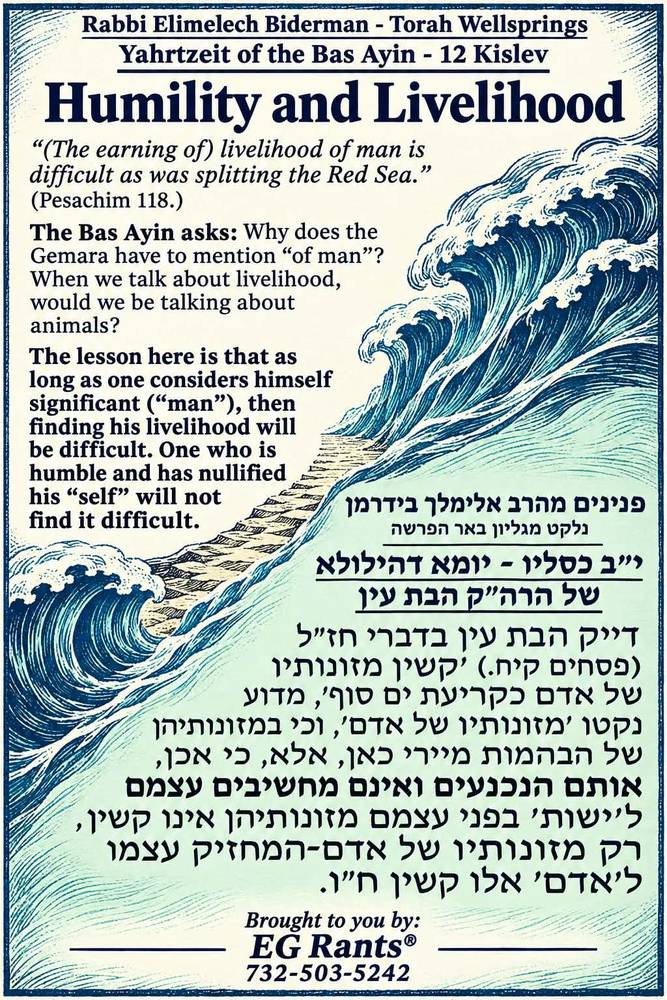 Rabbi Elimelech Biderman - Torah Wellsprings
Yahrtzeit of the Bas Ayin - 12 Kislev
Humility and Livelihood
“(The earning of) livelihood of man is
difficult as was splitting the Red Sea.”
(Pesachim 118.)
The Bas Ayin asks: Why does the
Gemara have to mention “of man”?
When we talk about livelihood,
would we be talking about
animals?
The lesson here is that as
long as one considers himself
significant (“man”), then
finding his livelihood will
be difficult. One who is
humble and has nullified
his “self” will not
find it difficult.
פנינים מהרב אלימלך בידרמן
נלקט מגליון באר הפרשה
י״ב כסליו - יומא דהילולא
של הרה״ק הבת עין
דייק הבת עין בדברי חז״ל
(פסחים קיח.) ׳קשין מזונותיו
של אדם כקריעת ים סוף׳, מדוע
נקטו ׳מזונותיו של אדם׳, וכי במזונותיהן
של הבהמות מיירי כאן, אלא, כי אכן,
אותם הנכנעים ואינם מחשיבים עצמם
ל׳ישות׳ בפני עצמם מזונותיהן אינו קשין,
רק מזונותיו של אדם-המחזיק עצמו
ל׳אדם׳ אלו קשין ח״ו.
Brought to you by:
EG Rants®
732-503-5242